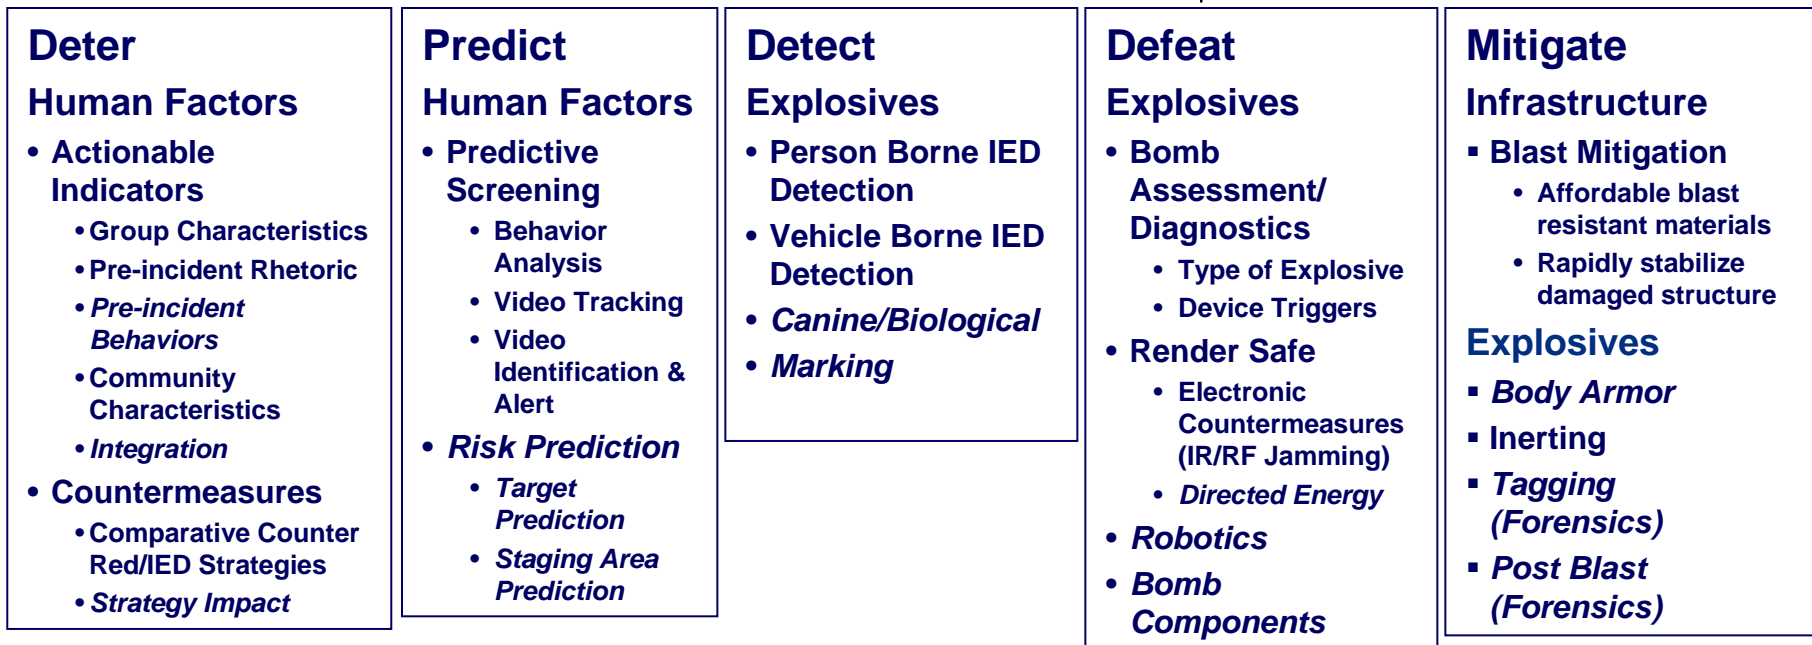 Deter
Human Factors
• Actionable
Indicators
• Group Characteristics
• Pre-incident Rhetoric
• Pre-incident
Behaviors
• Community
Characteristics
• Integration
• Countermeasures
• Comparative Counter
Red/IED Strategies
• Strategy Impact
Predict
Human Factors
• Predictive
Screening
• Behavior
Analysis
• Video Tracking
• Video
Identification &
Alert
• Risk Prediction
• Target
Prediction
• Staging Area
Prediction
Detect
Explosives
• Person Borne IED
Detection
• Vehicle Borne IED
Detection
• Canine/Biological
• Marking
Defeat
Explosives
• Bomb
Assessment/
Diagnostics
• Type of Explosive
• Device Triggers
• Render Safe
• Electronic
Countermeasures
(IR/RF Jamming)
• Directed Energy
• Robotics
• Bomb
Components
Mitigate
Infrastructure
▪ Blast Mitigation
• Affordable blast
resistant materials
• Rapidly stabilize
damaged structure
Explosives
▪ Body Armor
▪ Inerting
▪ Tagging
(Forensics)
▪ Post Blast
(Forensics)